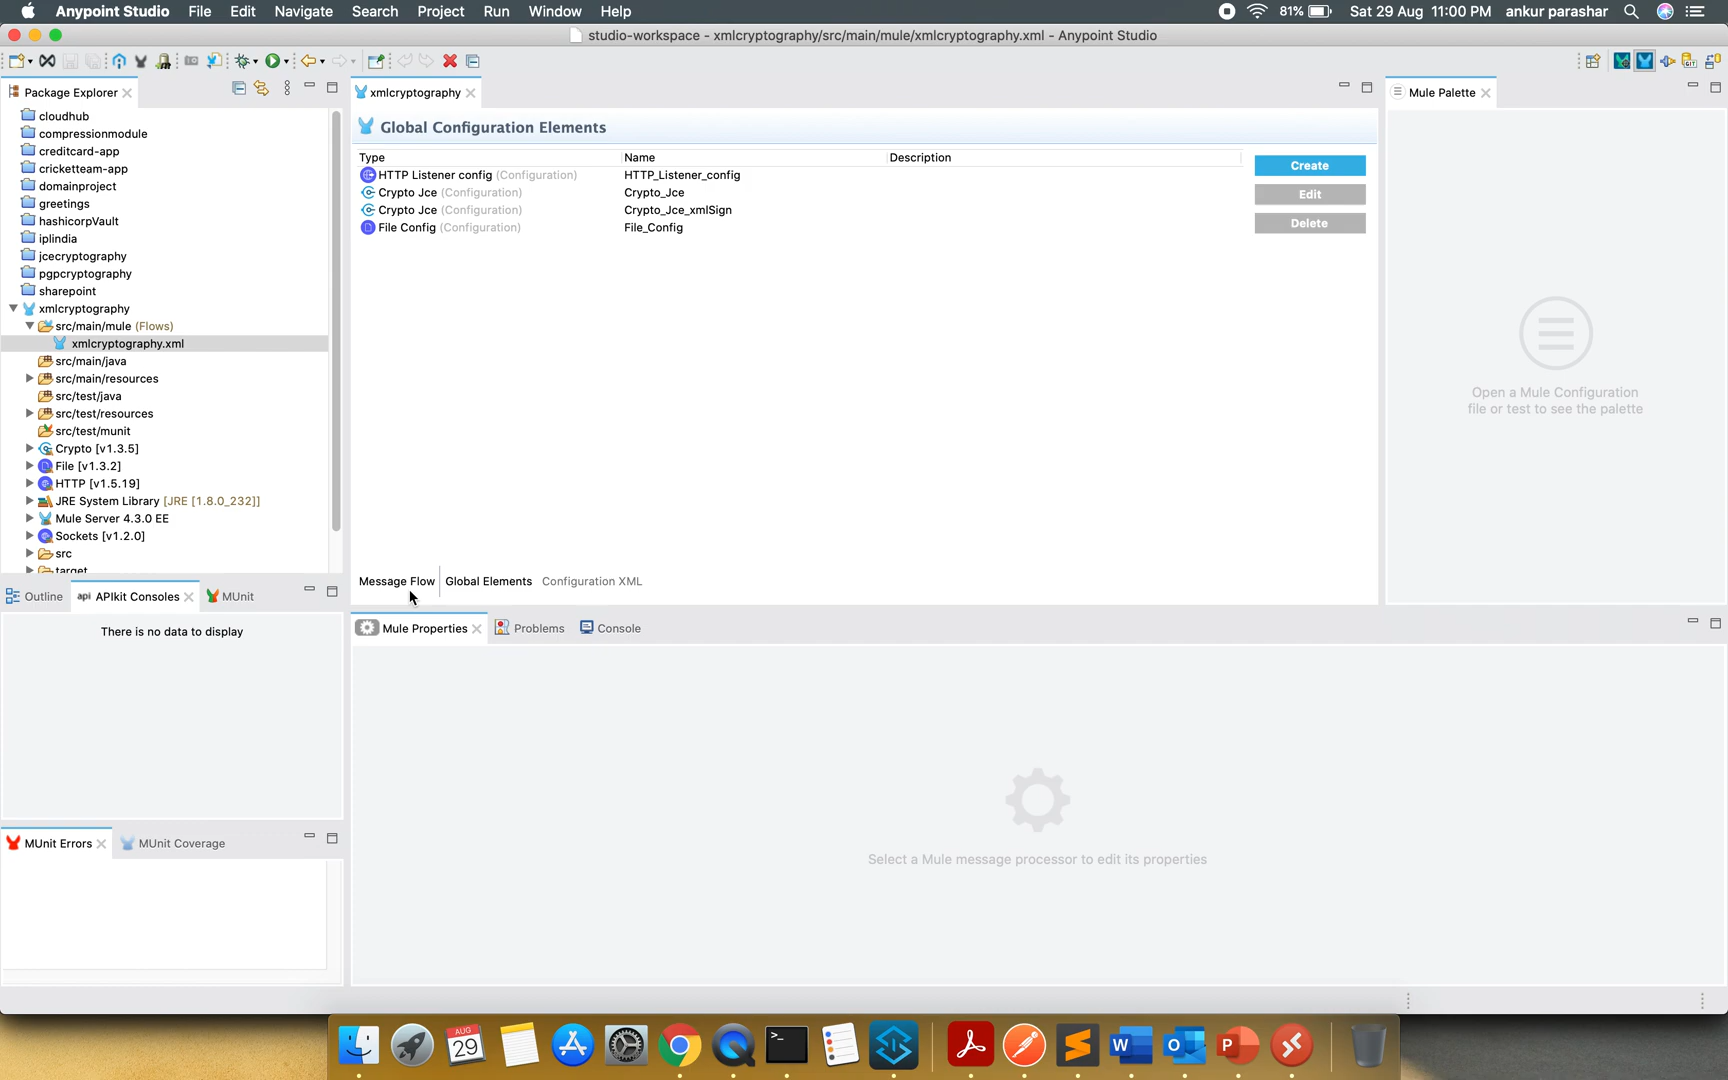 Anypoint Studio File Edit Navigate Search Project Run Window Help 81% Sat 29 Aug 11:00 PM ankur parashar
studio-workspace - xmlcryptography/src/main/mule/xmlcryptography.xml - Anypoint Studio
Package Explorer
cloudhub
compressionmodule
creditcard-app
cricketteam-app
domainproject
greetings
hashicorpVault
iplindia
jcecryptography
pgpcryptography
sharepoint
xmlcryptography
src/main/mule (Flows)
xmlcryptography.xml
src/main/java
src/main/resources
src/test/java
src/test/resources
src/test/munit
Crypto [v1.3.5]
File [v1.3.2]
HTTP [v1.5.19]
JRE System Library [JRE [1.8.0_232]]
Mule Server 4.3.0 EE
Sockets [v1.2.0]
src
target
xmlcryptography
Global Configuration Elements
Type Name Description
HTTP Listener config (Configuration) HTTP_Listener_config
Crypto Jce (Configuration) Crypto_Jce
Crypto Jce (Configuration) Crypto_Jce_xmlSign
File Config (Configuration) File_Config
Create
Edit
Delete
Message Flow Global Elements Configuration XML
Mule Palette
Open a Mule Configuration
file or test to see the palette
Outline api APIkit Consoles MUnit
There is no data to display
MUnit Errors MUnit Coverage
Mule Properties Problems Console
Select a Mule message processor to edit its properties
AUG
29
>_
W
O
P